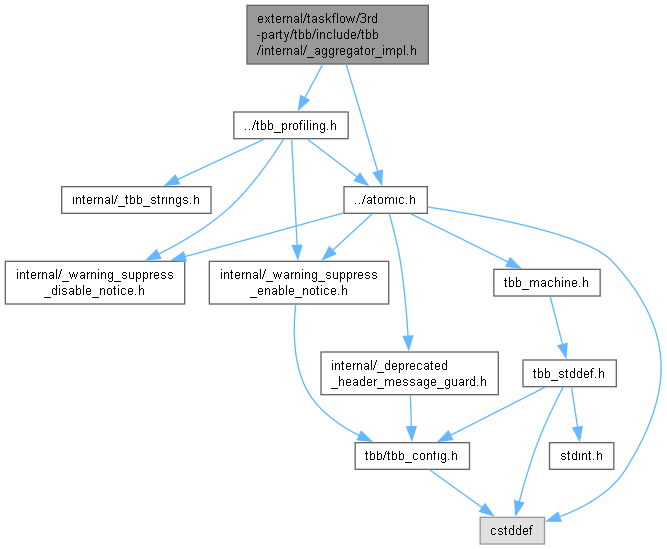 external/taskflow/3rd
-party/tbb/include/tbb
/internal/_aggregator_impl.h
../tbb_profiling.h
internal/_tbb_strings.h
../atomic.h
internal/_warning_suppress
_disable_notice.h
internal/_warning_suppress
_enable_notice.h
tbb_machine.h
internal/_deprecated
_header_message_guard.h
tbb_stddef.h
tbb/tbb_config.h
stdint.h
cstddef